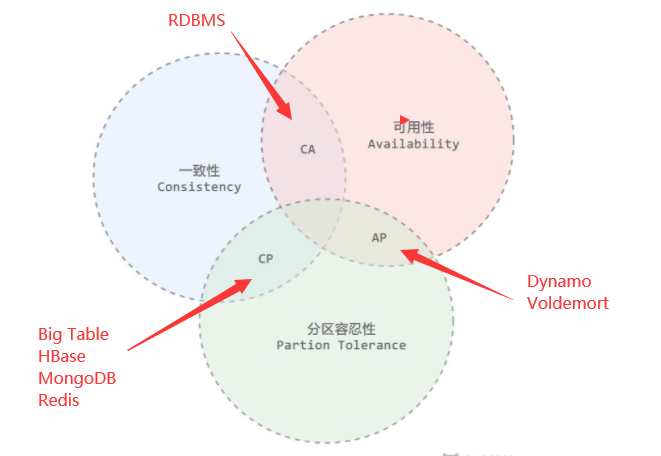 RDBMS
可用性
Availability
CA
一致性
Consistency
AP
CP
Dynamo
Voldemort
Big Table
HBase
MongoDB
Redis
分区容忍性
Partion Tolerance